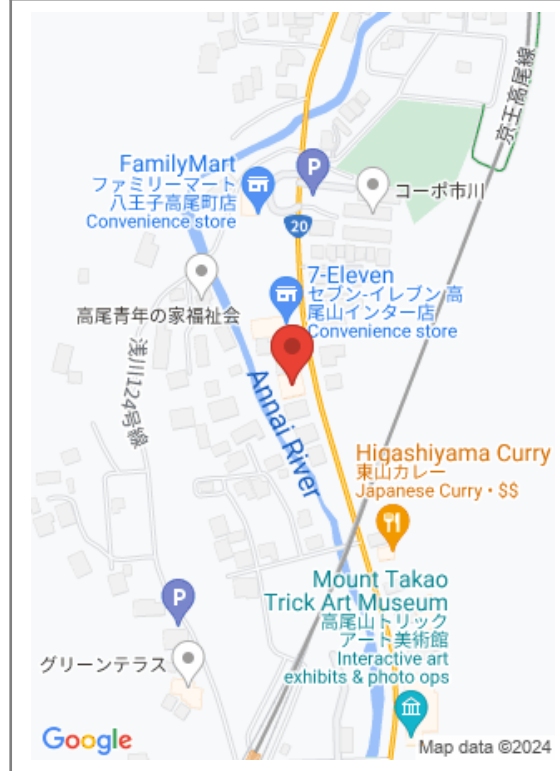 京王高尾線
FamilyMart
ファミリーマート
八王子高尾町店
Convenience store
P
コーポ市川
20
7-Eleven
セブン-イレブン 高
尾山インター店
Convenience store
高尾青年の家福祉会
浅川124号線
Annai River
Higashiyama Curry
東山カレー
Japanese Curry • $$
Mount Takao
Trick Art Museum
高尾山トリック
アート美術館
Interactive art
exhibits & photo ops
P
グリーンテラス
Google
Map data ©2024